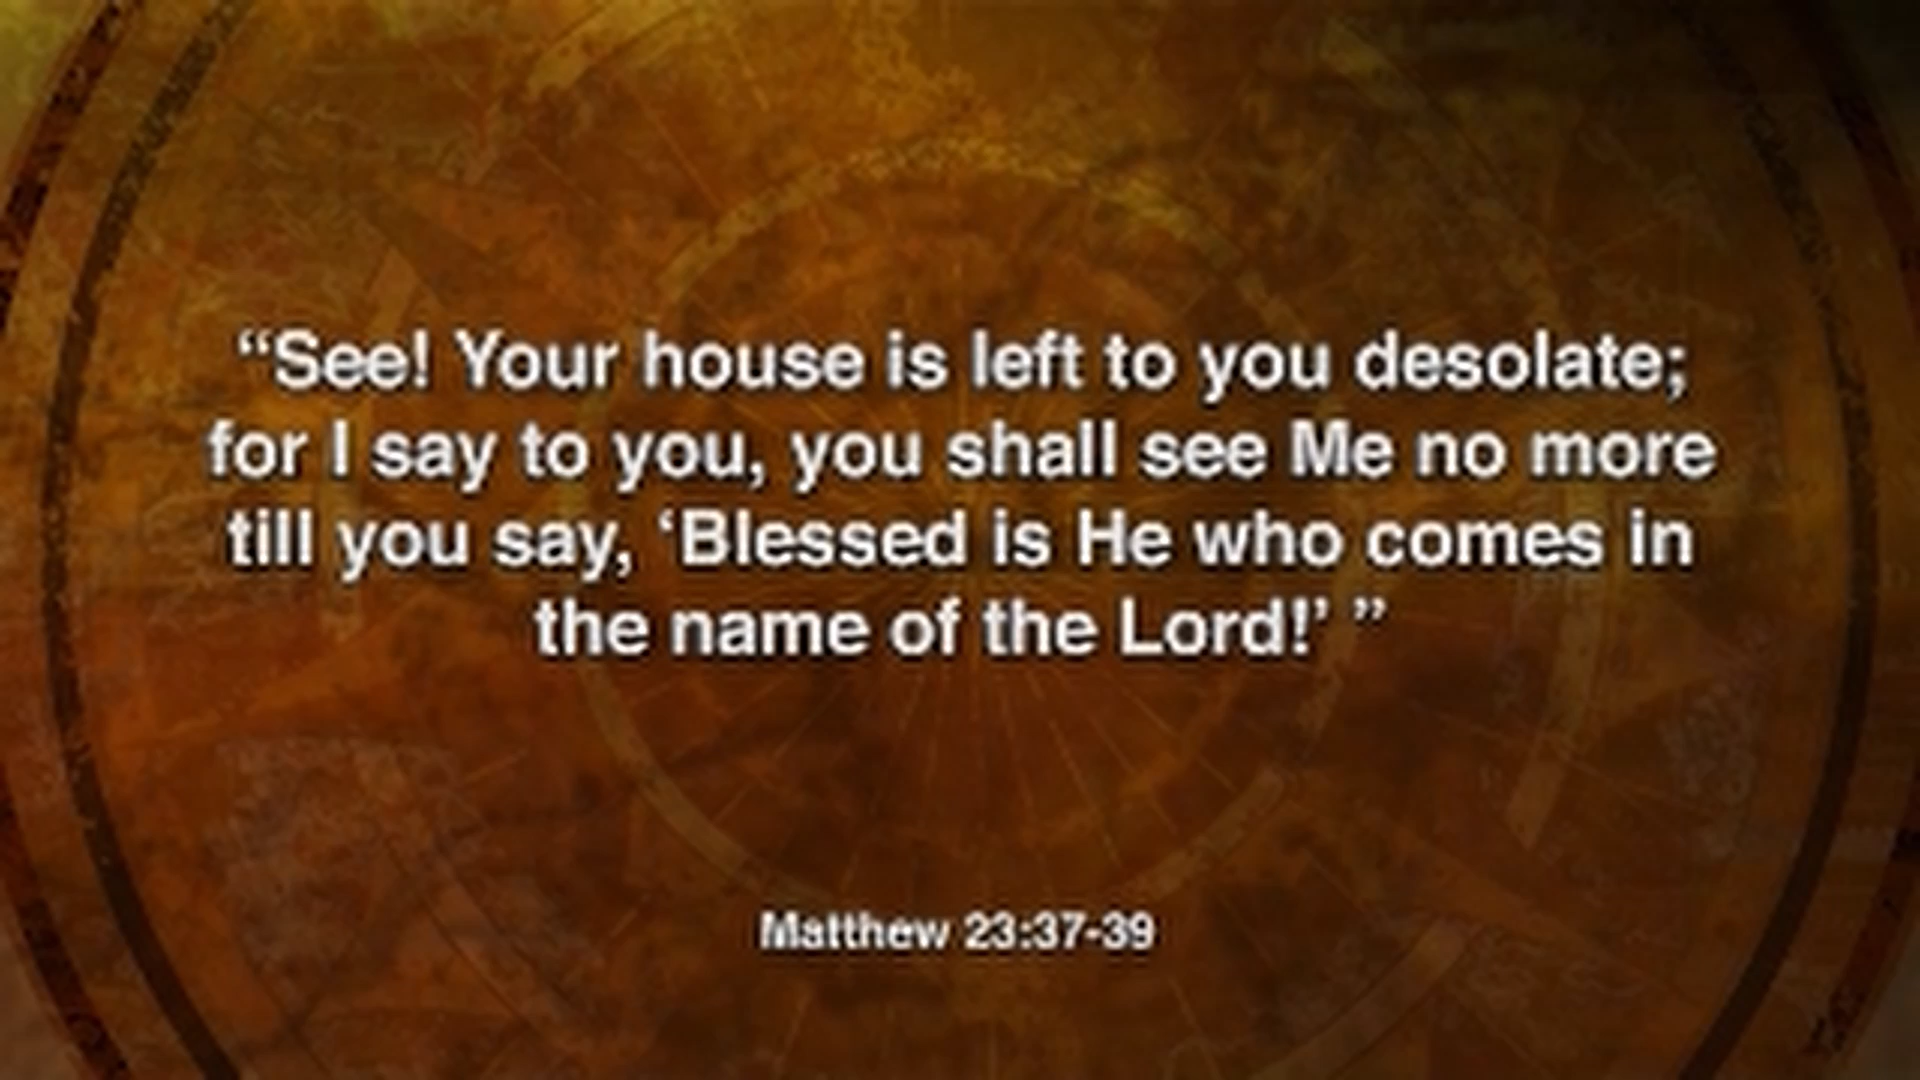 “See! Your house is left to you desolate;
for I say to you, you shall see Me no more
till you say, ‘Blessed is He who comes in
the name of the Lord!’ ”
Matthew 23:37-39